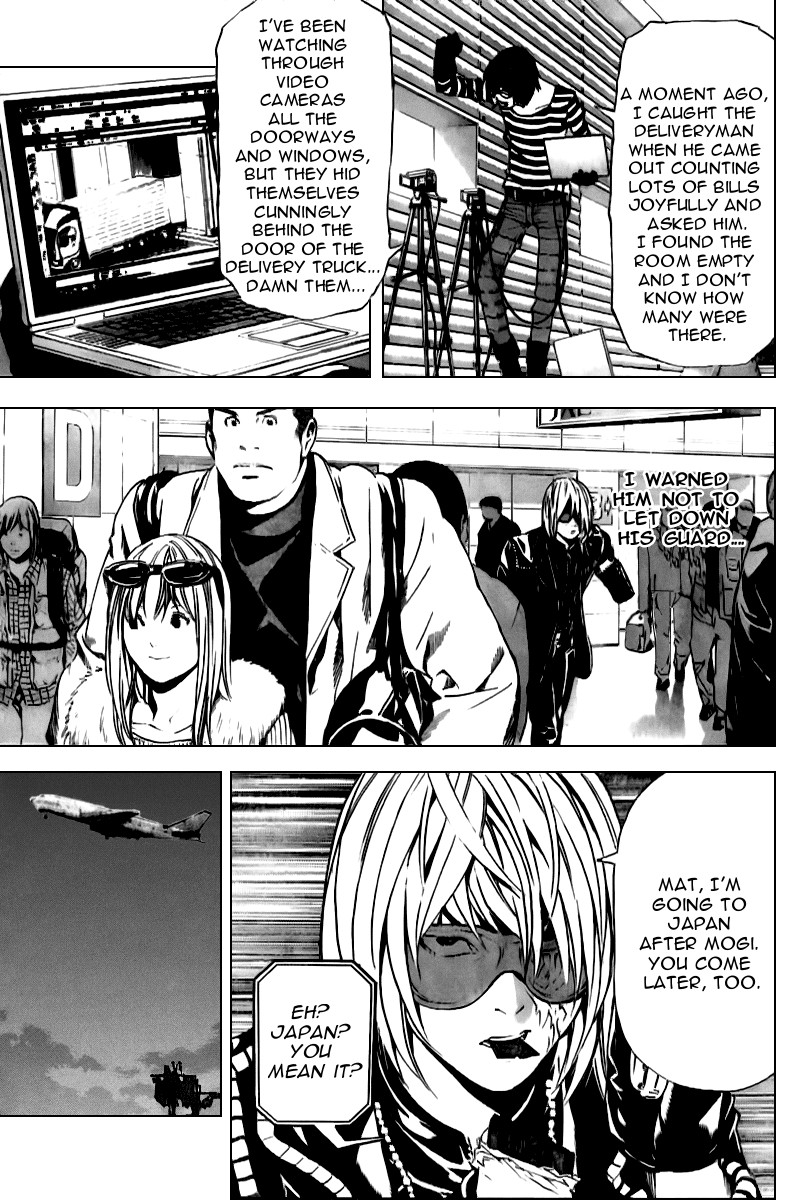 A MOMENT AGO,
I CAUGHT THE
DELIVERYMAN
WHEN HE CAME
OUT COUNTING
LOTS OF BILLS
JOYFULLY AND
ASKED HIM.
I FOUND THE
ROOM EMPTY
AND I DON'T
KNOW HOW
MANY WERE
THERE.
I'VE BEEN
WATCHING
THROUGH
VIDEO
CAMERAS
ALL THE
DOORWAYS
AND WINDOWS,
BUT THEY HID
THEMSELVES
CUNNINGLY
BEHIND THE
DOOR OF THE
DELIVERY TRUCK...
DAMN THEM...
D
I WARNED
HIM NOT TO
LET DOWN
HIS GUARD...
MAT, I'M
GOING TO
JAPAN
AFTER MOGI.
YOU COME
LATER, TOO.
EH?
JAPAN?
YOU
MEAN IT?